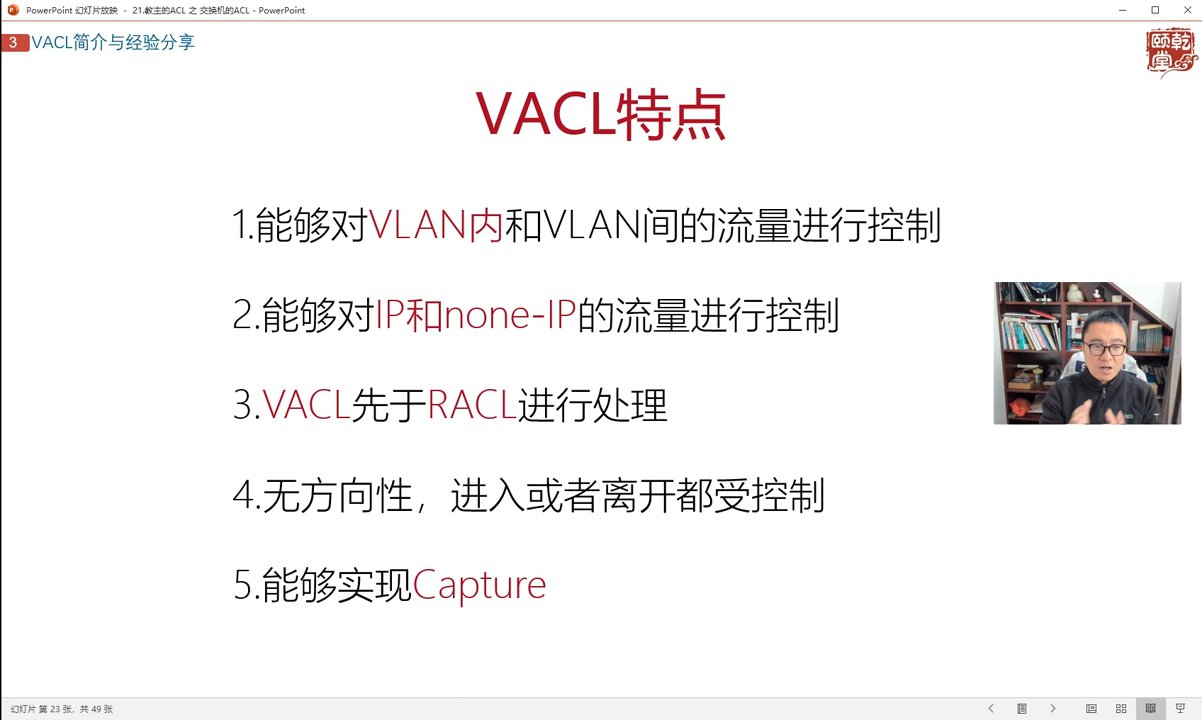 PowerPoint 幻灯片放映 - 21.教主的ACL 之 交换机的ACL - PowerPoint
3 VACL简介与经验分享
乾颐堂
VACL特点
1.能够对VLAN内和VLAN间的流量进行控制
2.能够对IP和none-IP的流量进行控制
3.VACL先于RACL进行处理
4.无方向性，进入或者离开都受控制
5.能够实现Capture
幻灯片 第 23 张，共 49 张